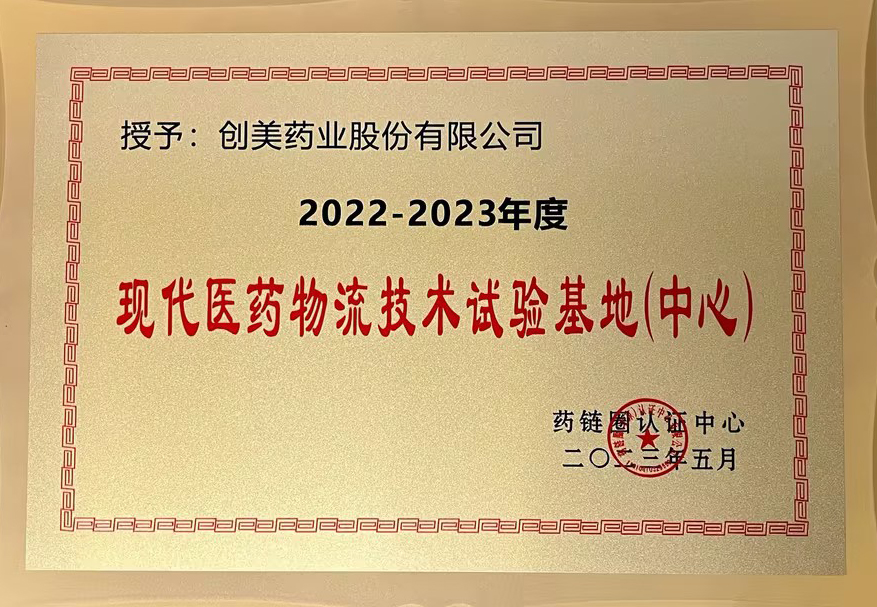 授予：创美药业股份有限公司
2022-2023年度
现代医药物流技术试验基地(中心)
药链圈认证中心
二〇二三年五月